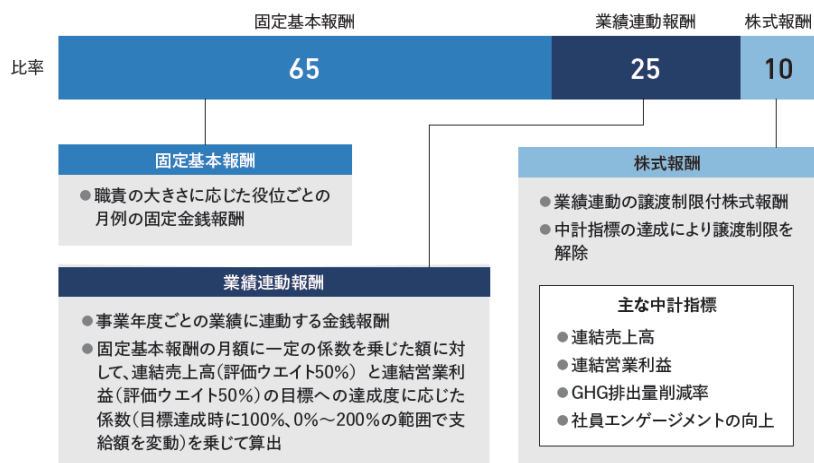 固定基本報酬
業績連動報酬
株式報酬
比率
65
25
10
固定基本報酬
●職責の大きさに応じた役位ごとの
月例の固定金銭報酬
業績連動報酬
●事業年度ごとの業績に連動する金銭報酬
●固定基本報酬の月額に一定の係数を乗じた額に対
して、連結売上高（評価ウエイト50%） と連結営業利
益（評価ウエイト50%）の目標への達成度に応じた
係数（目標達成時に100%、0%～200%の範囲で支
給額を変動）を乗じて算出
株式報酬
●業績連動の譲渡制限付株式報酬
●中計指標の達成により譲渡制限を
解除
主な中計指標
●連結売上高
●連結営業利益
●GHG排出量削減率
●社員エンゲージメントの向上